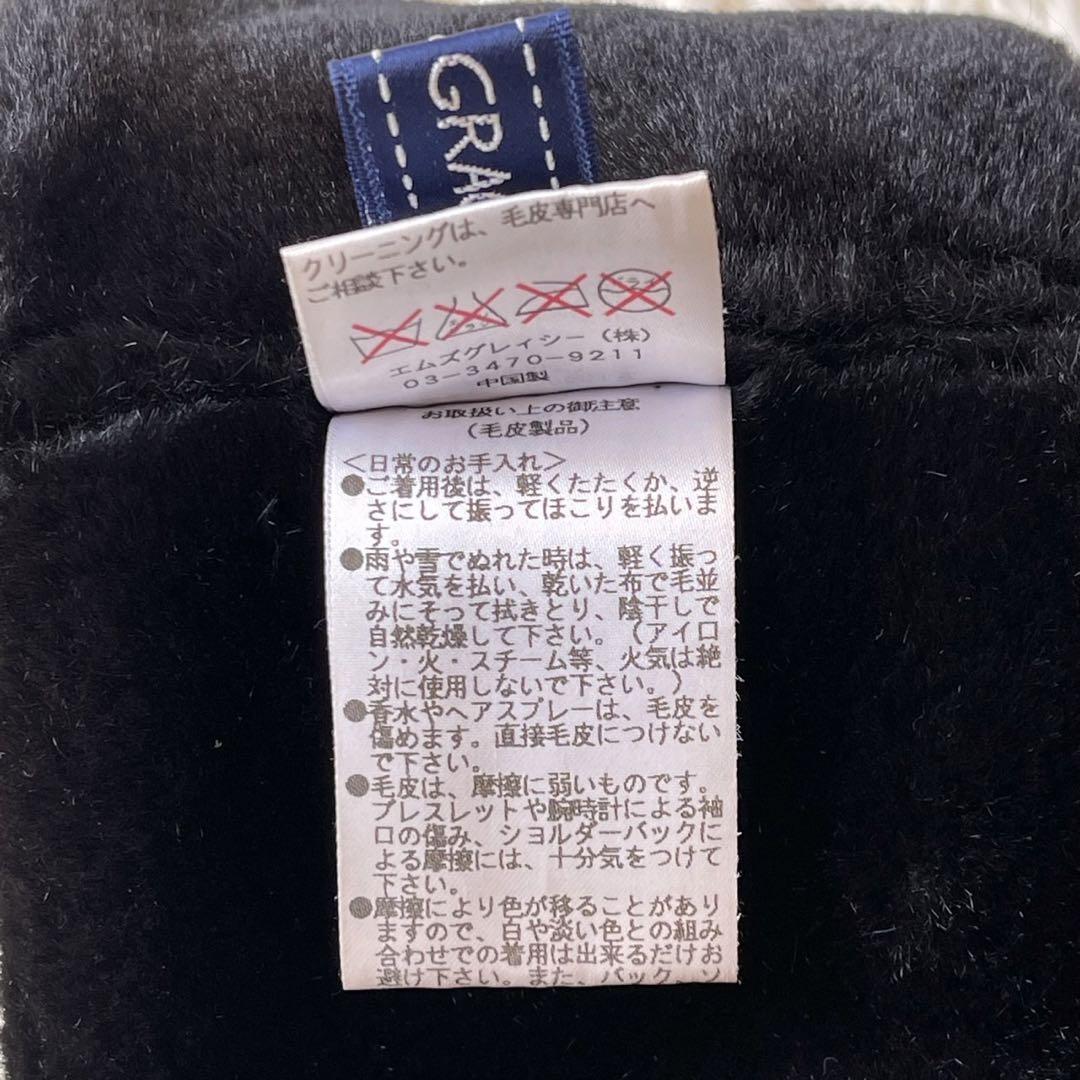 GRAC
クリーニングは、毛皮専門店へ
ご相談下さい。
エムズグレィシー（株）
03-3470-9211
中国製
お取扱い上の御注意
（毛皮製品）
＜日常のお手入れ＞
●ご着用後は、軽くたたくか、逆
さにして振ってほこりを払いま
す。
●雨や雪でぬれた時は、軽く振っ
て水気を払い、乾いた布で毛並
みにそって拭きとり、陰干しで
自然乾燥して下さい。（アイロ
ン・火・スチーム等、火気は絶
対に使用しないで下さい。）
●香水やヘアスプレーは、毛皮を
傷めます。直接毛皮につけない
で下さい。
●毛皮は、摩擦に弱いものです。
ブレスレットや腕時計による袖
口の傷み、ショルダーバックに
よる摩擦には、十分気をつけて
下さい。
●摩擦により色が移ることがあり
ますので、白や淡い色との組み
合わせでの着用は出来るだけお
避け下さい。また、バック、ソ